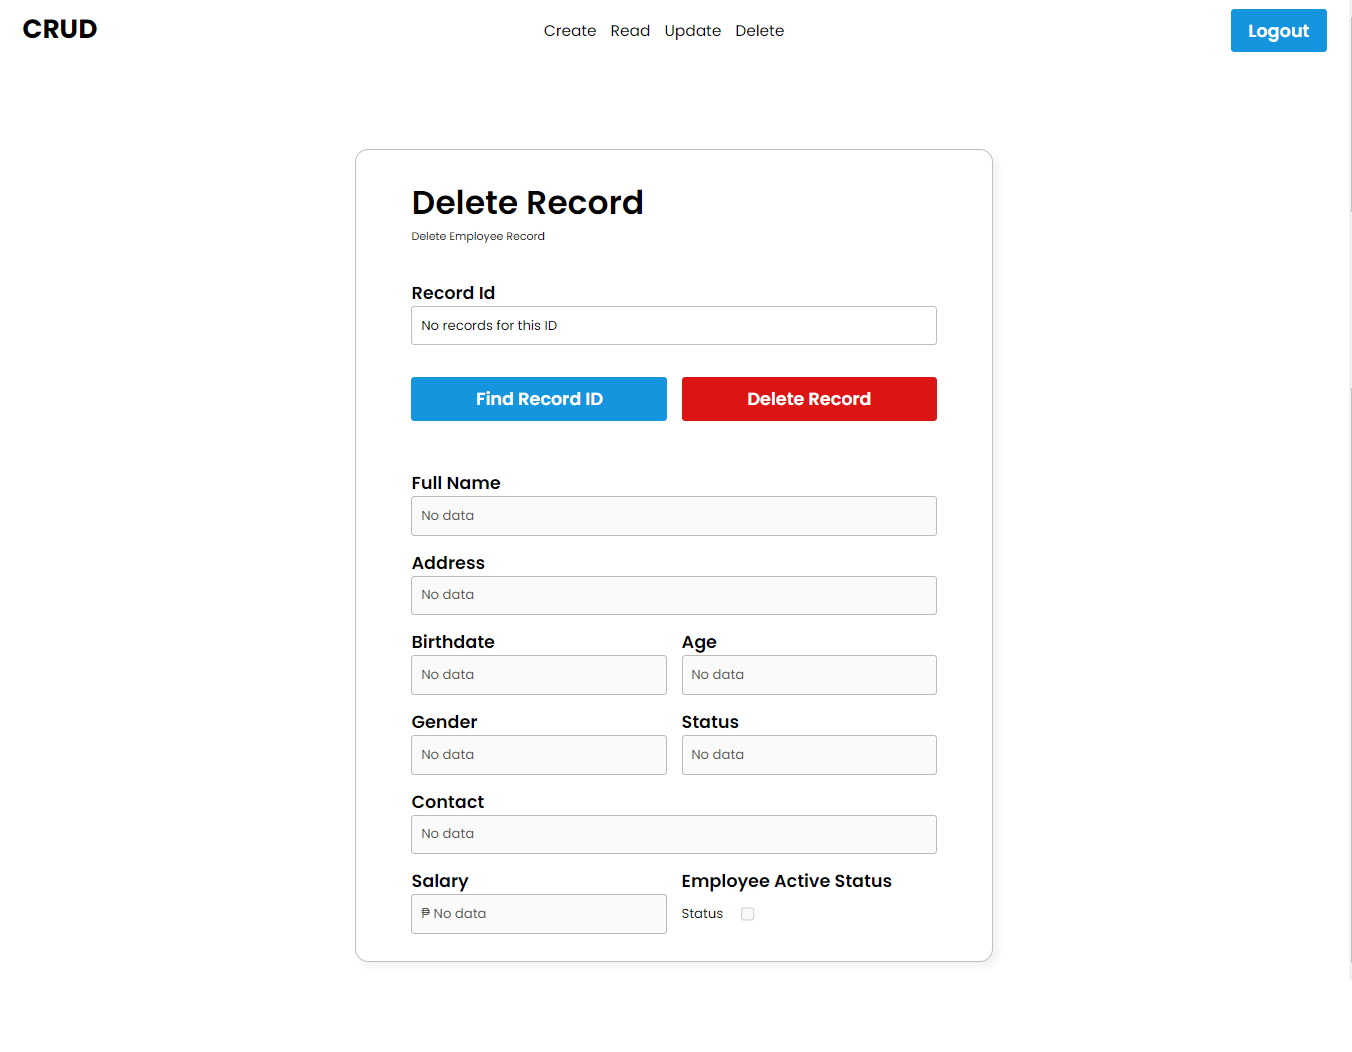 CRUD
Create Read Update Delete
Logout
Delete Record
Delete Employee Record
Record Id
No records for this ID
Find Record ID
Delete Record
Full Name
No data
Address
No data
Birthdate
Age
No data
No data
Gender
Status
No data
No data
Contact
No data
Salary
Employee Active Status
₱ No data
Status